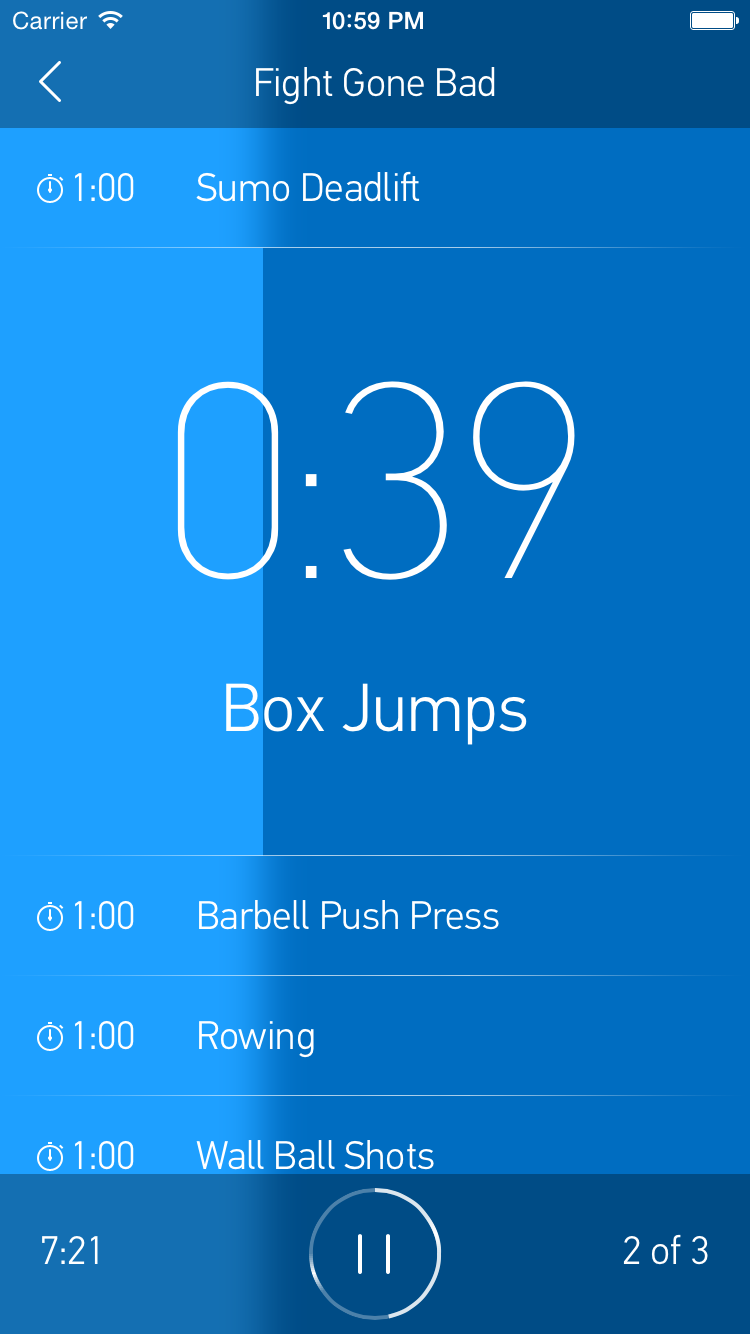 Carrier 10:59 PM
Fight Gone Bad
1:00 Sumo Deadlift
0:39
Box Jumps
1:00 Barbell Push Press
1:00 Rowing
1:00 Wall Ball Shots
7:21 2 of 3